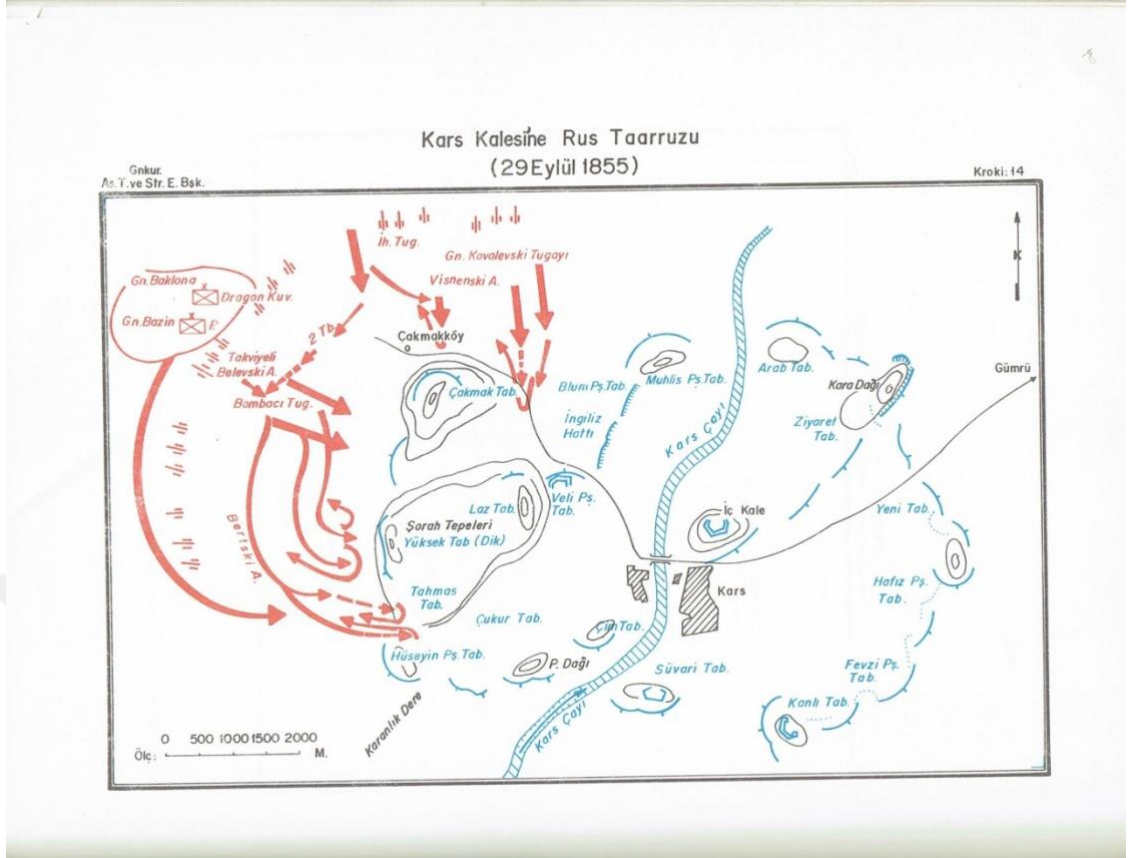 Kars Kalesine Rus Taarruzu
(29 Eylül 1855)
Gnkur.
As. T. ve Str. E. Bşk.
Kroki: 14
İh. Tug.
Gn. Kovalevski Tugayı
Visnenski A.
K
Gn. Baklona
Dragon Kuv.
Gn. Bazin
E
2 Tb.
Çakmakköy
Takviyeli
Belevski A.
Bombacı Tug.
Çakmak Tab.
Blum Pş. Tab.
Muhlis Pş. Tab.
Arab Tab.
Kara Dağı
Gümrü
İngiliz
Hattı
Ziyaret
Tab.
Kars Çayı
Laz Tab.
Veli Pş.
Tab.
İç Kale
Yeni Tab.
Şorah Tepeleri
Yüksek Tab (Dik)
Bertski A.
Tahmas
Tab.
Kars
Hafız Pş.
Tab.
Çukur Tab.
Çim Tab.
Hüseyin Pş. Tab.
P. Dağı
Süvari Tab.
Fevzi Pş.
Tab.
Kanlı Tab.
Karanlık Dere
Kars Çayı
0 500 1000 1500 2000
Ölç: M.